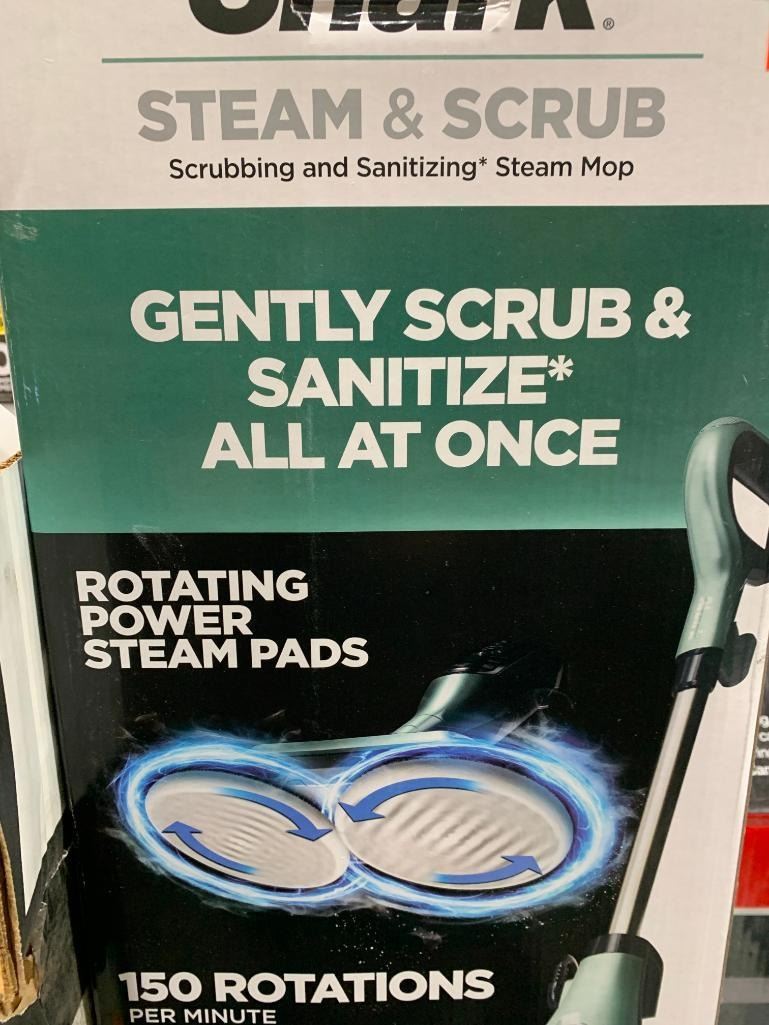 Shark®
STEAM & SCRUB
Scrubbing and Sanitizing* Steam Mop
GENTLY SCRUB &
SANITIZE*
ALL AT ONCE
ROTATING
POWER
STEAM PADS
150 ROTATIONS
PER MINUTE